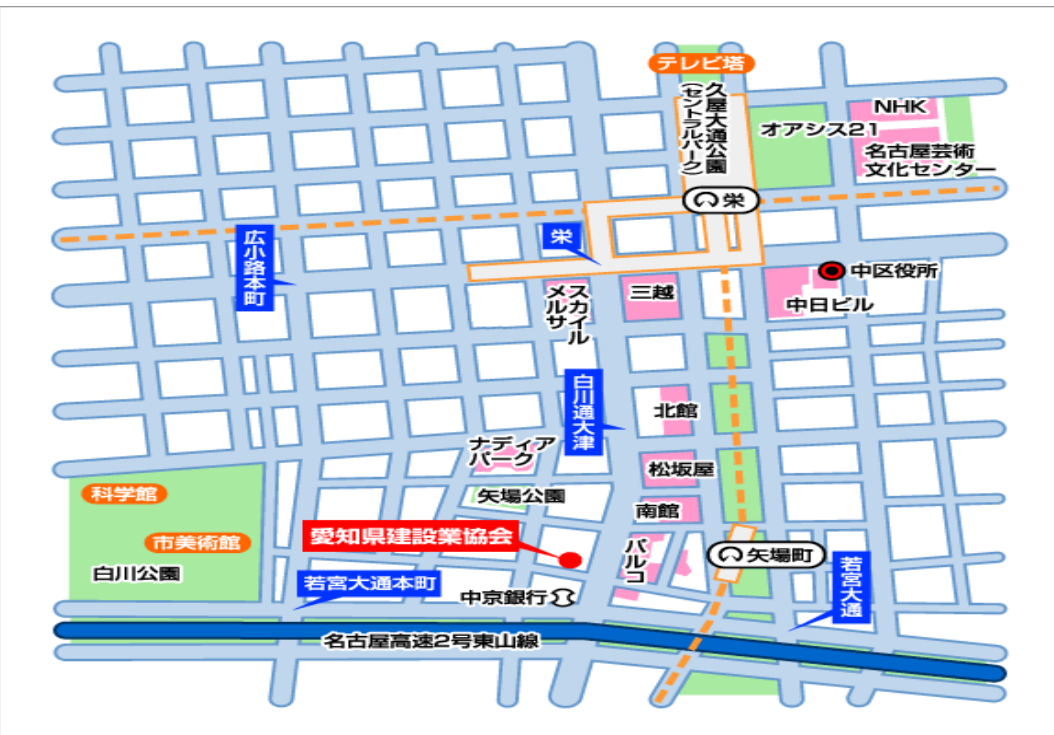 テレビ塔
久屋大通公園
(セントラルパーク)
NHK
オアシス21
名古屋芸術
文化センター
栄
広小路本町
栄
中区役所
中日ビル
三越
スカイル
メルサ
白川通大津
北館
ナディア
パーク
松坂屋
矢場公園
南館
科学館
市美術館
白川公園
愛知県建設業協会
パルコ
矢場町
若宮大通
若宮大通本町
中京銀行
名古屋高速2号東山線